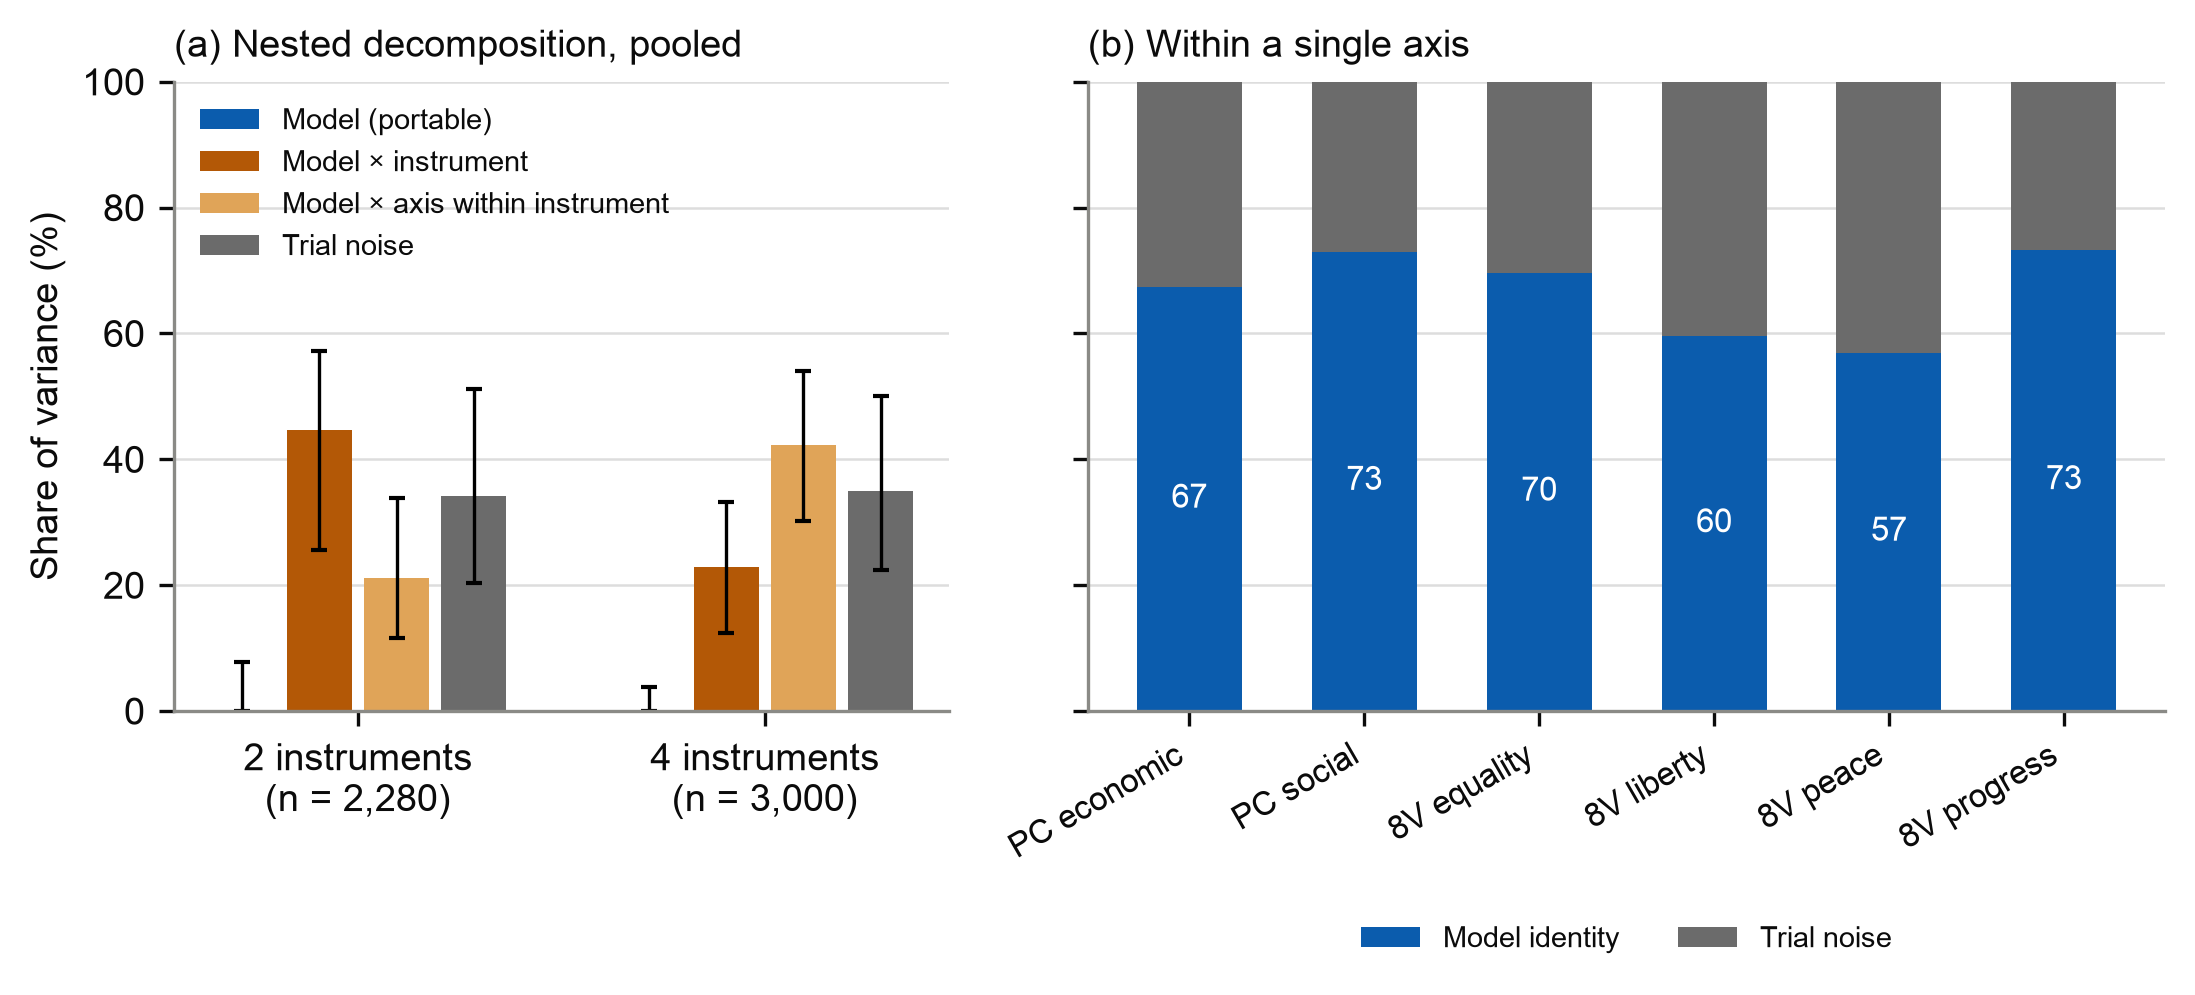 (a) Nested decomposition, pooled
Share of variance (%)
100
80
60
40
20
0
Model (portable)
Model × instrument
Model × axis within instrument
Trial noise
2 instruments
(n = 2,280)
4 instruments
(n = 3,000)
(b) Within a single axis
67
73
70
60
57
73
PC economic
PC social
8V equality
8V liberty
8V peace
8V progress
Model identity
Trial noise